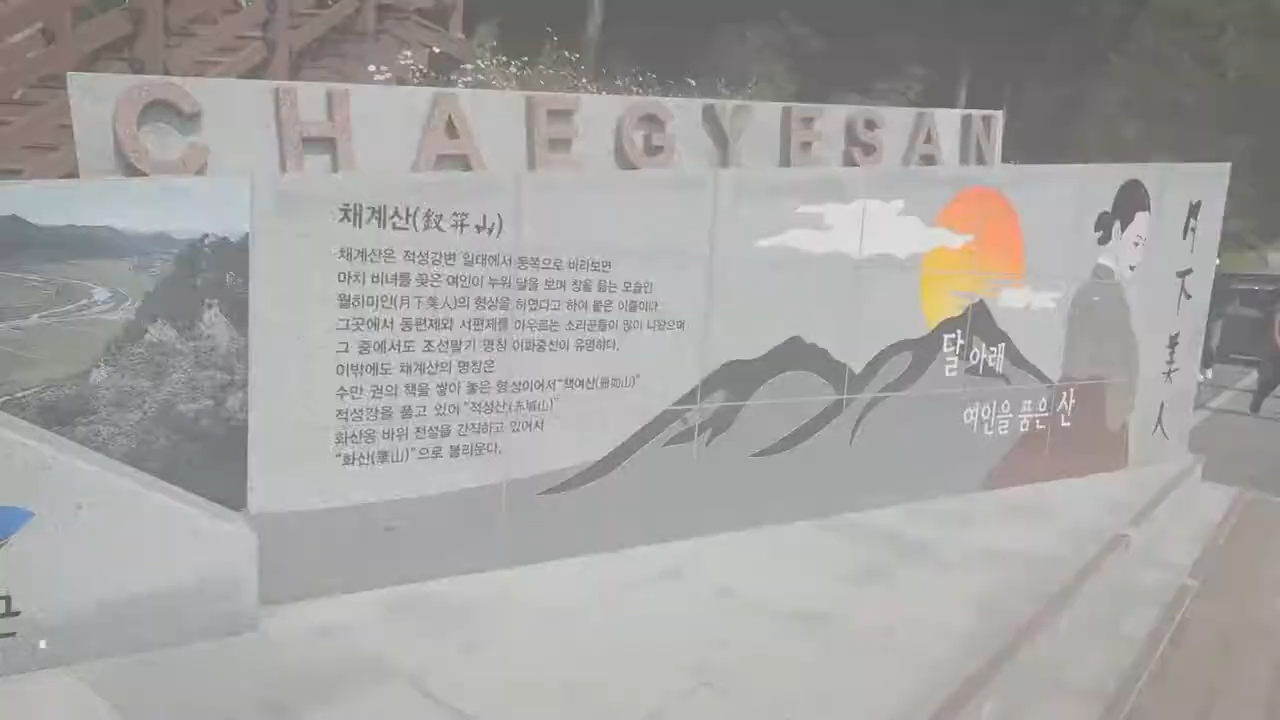 CHAEGYESAN
채계산(釵笄山)
채계산은 적성강변 일대에서 동쪽으로 바라보면
마치 비녀를 꽂은 여인이 누워 달을 보며 창을 읊는 모습인
월하미인(月下美人)의 형상을 하였다고 하여 붙은 이름이다.
그곳에서 동편제와 서편제를 아우르는 소리꾼들이 많이 나왔으며
그 중에서도 조선말기 명창 이화중선이 유명하다.
이밖에도 채계산의 명칭은
수만 권의 책을 쌓아 놓은 형상이어서 "책여산(冊如山)"
적성강을 품고 있어 "적성산(赤城山)"
화산옹 바위 전설을 간직하고 있어서
"화산(華山)"으로 불리운다.
달 아래
여인을 품은 산
月下美人